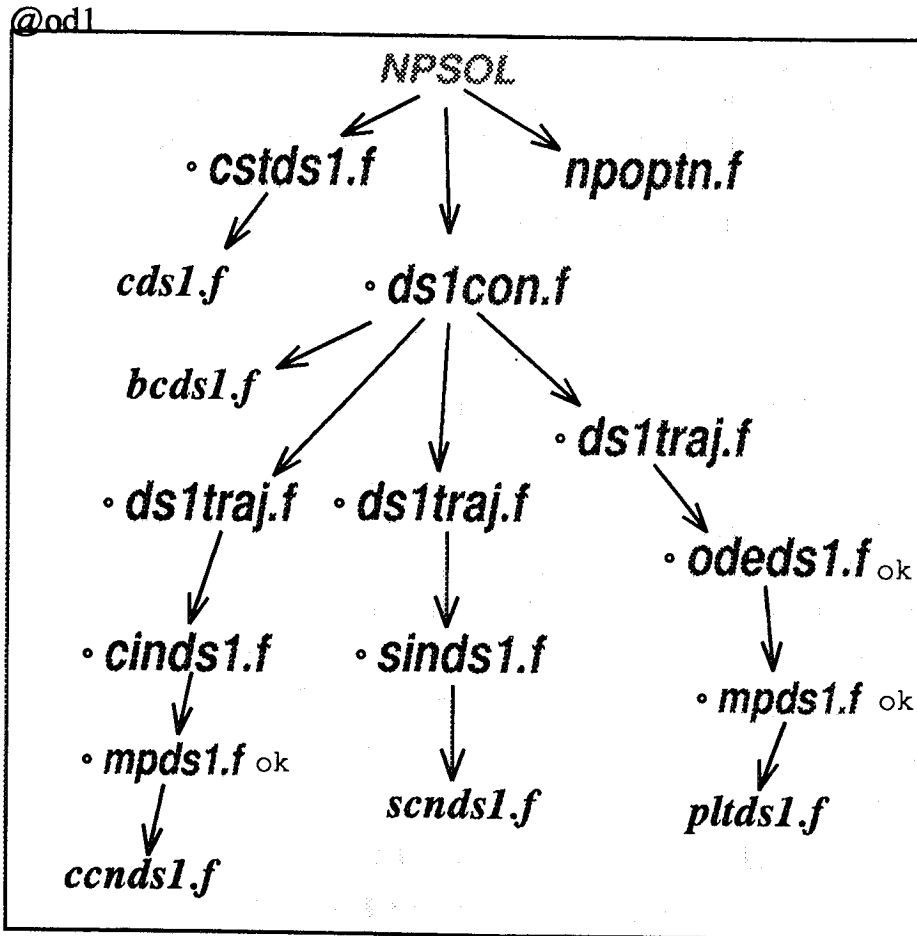 @od1
NPSOL
° cstds1.f
npoptn.f
cds1.f
° ds1con.f
bcds1.f
° ds1traj.f
° ds1traj.f
° ds1traj.f
° odeds1.f ok
° cinds1.f
° sinds1.f
° mpds1.f ok
° mpds1.f ok
scnds1.f
pltds1.f
ccnds1.f